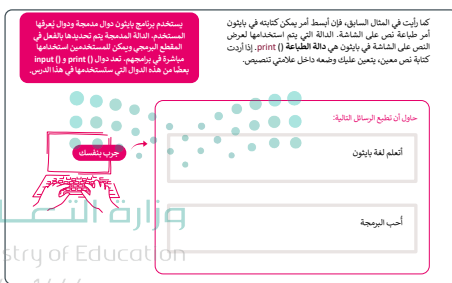 كما رأيت في المثال السابق، فإن أبسط أمر يمكن كتابته في بايثون
أمر طباعة نص على الشاشة. الدالة التي يتم استخدامها لعرض
النص على الشاشة في بايثون هي دالة الطباعة () print. إذا أردت
كتابة نص معين، يتعين عليك وضعه داخل علامتي تنصيص.
يستخدم برنامج بايثون دوال مدمجة ودوال يُعرفها
المستخدم. الدالة المدمجة يتم تحديدها بالفعل في
المقطع البرمجي ويمكن للمستخدمين استخدامها
مباشرة في برامجهم. تعد دوال () print و () input
بعضًا من هذه الدوال التي ستستخدمها في هذا الدرس.
حاول أن تطبع الرسائل التالية:
جرب بنفسك
أتعلم لغة بايثون
أحب البرمجة
وزارة التعـ
stry of Education